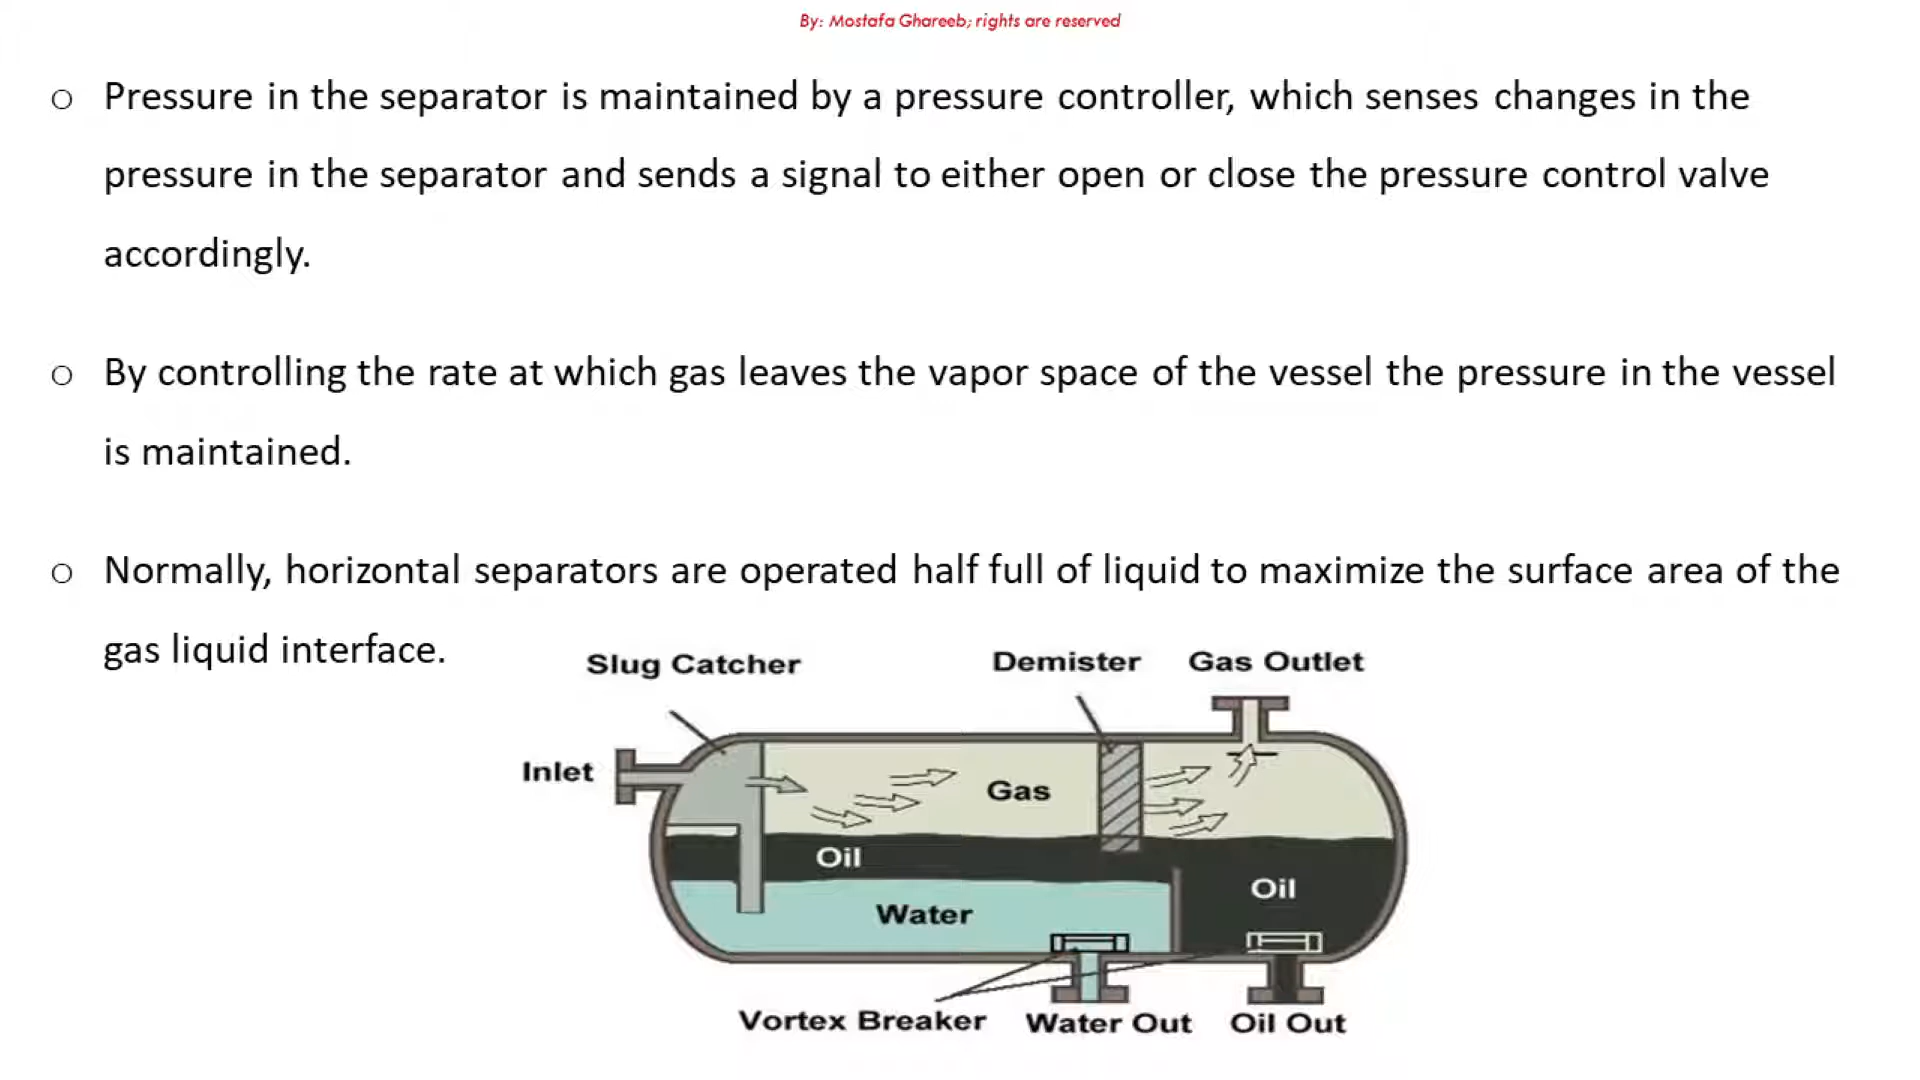 By: Mostafa Ghareeb; rights are reserved
o Pressure in the separator is maintained by a pressure controller, which senses changes in the
pressure in the separator and sends a signal to either open or close the pressure control valve
accordingly.
o By controlling the rate at which gas leaves the vapor space of the vessel the pressure in the vessel
is maintained.
o Normally, horizontal separators are operated half full of liquid to maximize the surface area of the
gas liquid interface.
Slug Catcher
Demister
Gas Outlet
Inlet
Gas
Oil
Oil
Water
Vortex Breaker
Water Out
Oil Out